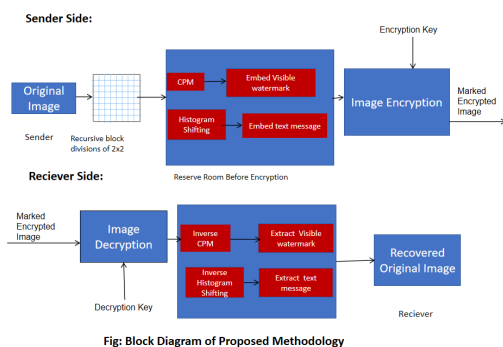 Sender Side:
Encryption Key
Original
Image
CPM
Embed Visible
watermark
Histogram
Shifting
Embed text message
Image Encryption
Marked
Encrypted
Image
Sender
Recursive block
divisions of 2x2
Reserve Room Before Encryption
Reciever Side:
Marked
Encrypted
Image
Image
Decryption
Inverse
CPM
Extract Visible
watermark
Inverse
Histogram
Shifting
Extract text
message
Recovered
Original Image
Decryption Key
Reciever
Fig: Block Diagram of Proposed Methodology